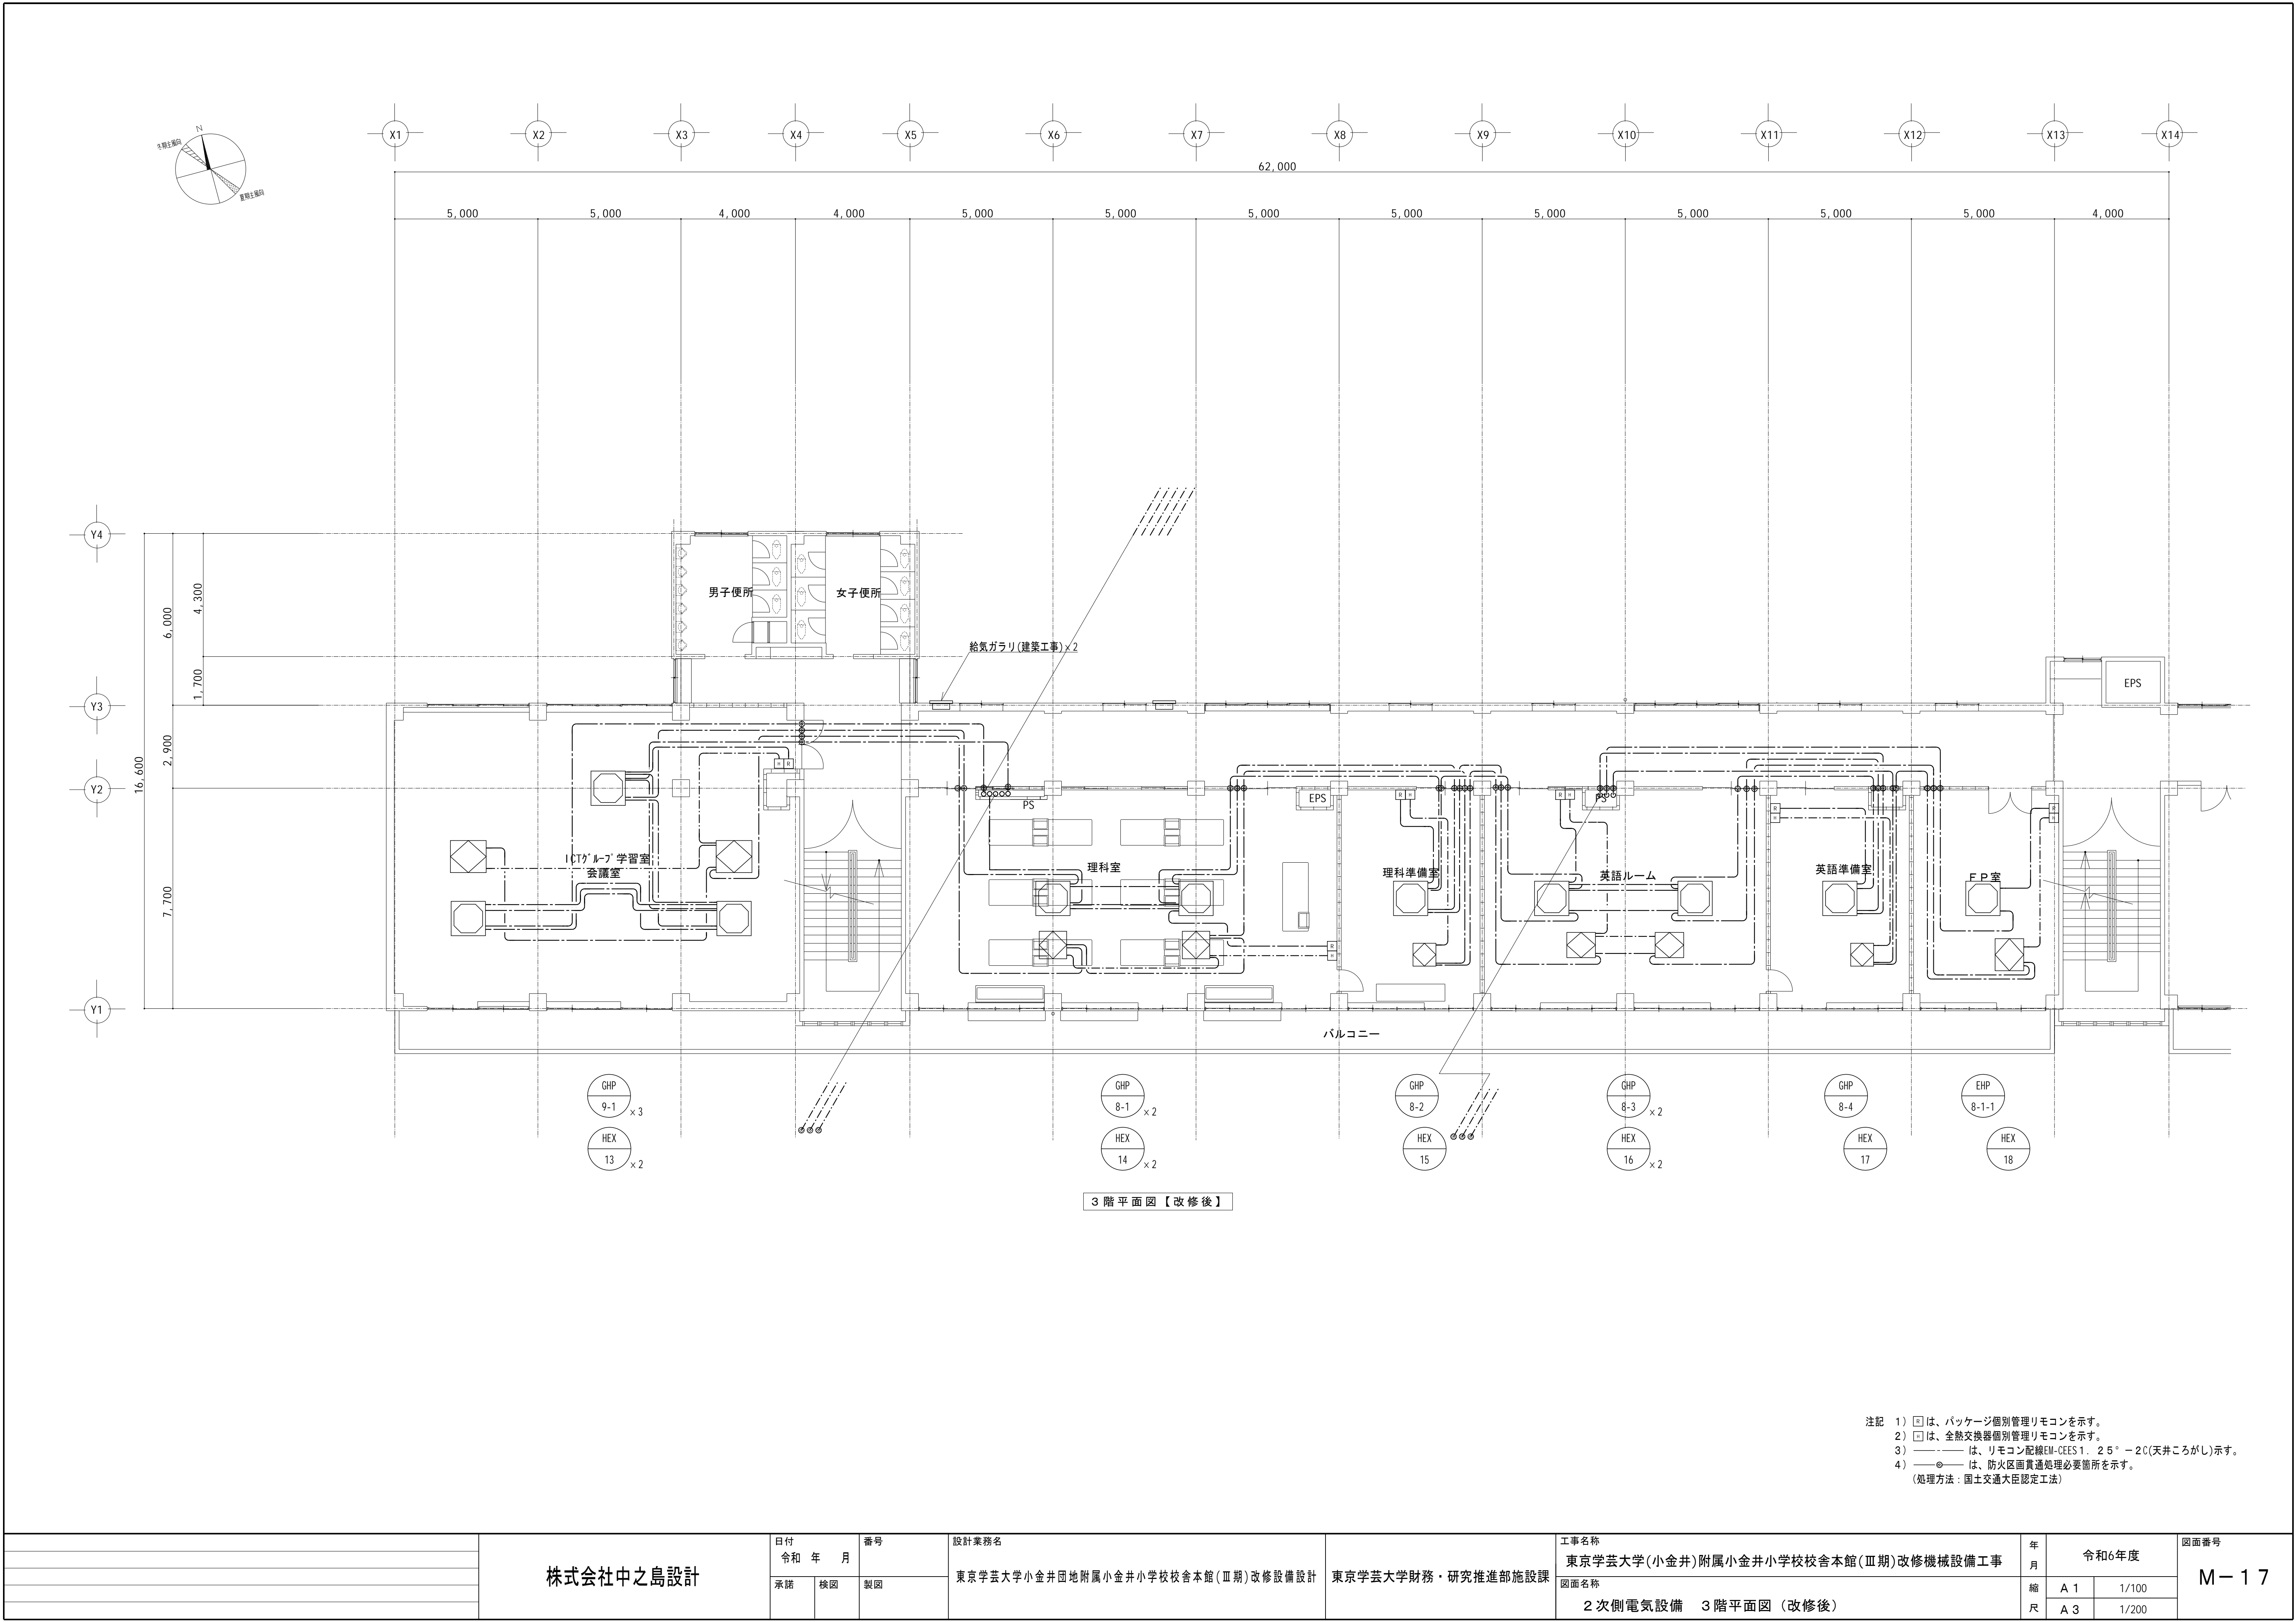 N
冬期主風向
夏期主風向
X1 X2 X3 X4 X5 X6 X7 X8 X9 X10 X11 X12 X13 X14
62,000
5,000 5,000 4,000 4,000 5,000 5,000 5,000 5,000 5,000 5,000 5,000 5,000 4,000
Y4
Y3
Y2
Y1
16,600
6,000
2,900
7,700
4,300
1,700
男子便所
女子便所
給気ガラリ(建築工事)×2
EPS
H R
PS
EPS
R H
R H
PS
R
H
R
H
R
H
ICTｸﾞﾙｰﾌﾟ学習室
会議室
理科室
理科準備室
英語ルーム
英語準備室
FP室
バルコニー
GHP
9-1
×3
GHP
8-1
×2
GHP
8-2
GHP
8-3
×2
GHP
8-4
EHP
8-1-1
HEX
13
×2
HEX
14
×2
HEX
15
HEX
16
×2
HEX
17
HEX
18
3階平面図【改修後】
注記 1) R は、パッケージ個別管理リモコンを示す。
2) H は、全熱交換器個別管理リモコンを示す。
3) は、リモコン配線EM-CEES1.25°－2C(天井ころがし)示す。
4) は、防火区画貫通処理必要箇所を示す。
(処理方法：国土交通大臣認定工法)
株式会社中之島設計
日付
令和 年 月
番号
承諾
検図
製図
設計業務名
東京学芸大学小金井団地附属小金井小学校校舎本館(Ⅲ期)改修設備設計
東京学芸大学財務・研究推進部施設課
工事名称
東京学芸大学(小金井)附属小金井小学校校舎本館(Ⅲ期)改修機械設備工事
図面名称
2次側電気設備 3階平面図（改修後）
年月
令和6年度
縮尺
A1 1/100
A3 1/200
図面番号
M－17